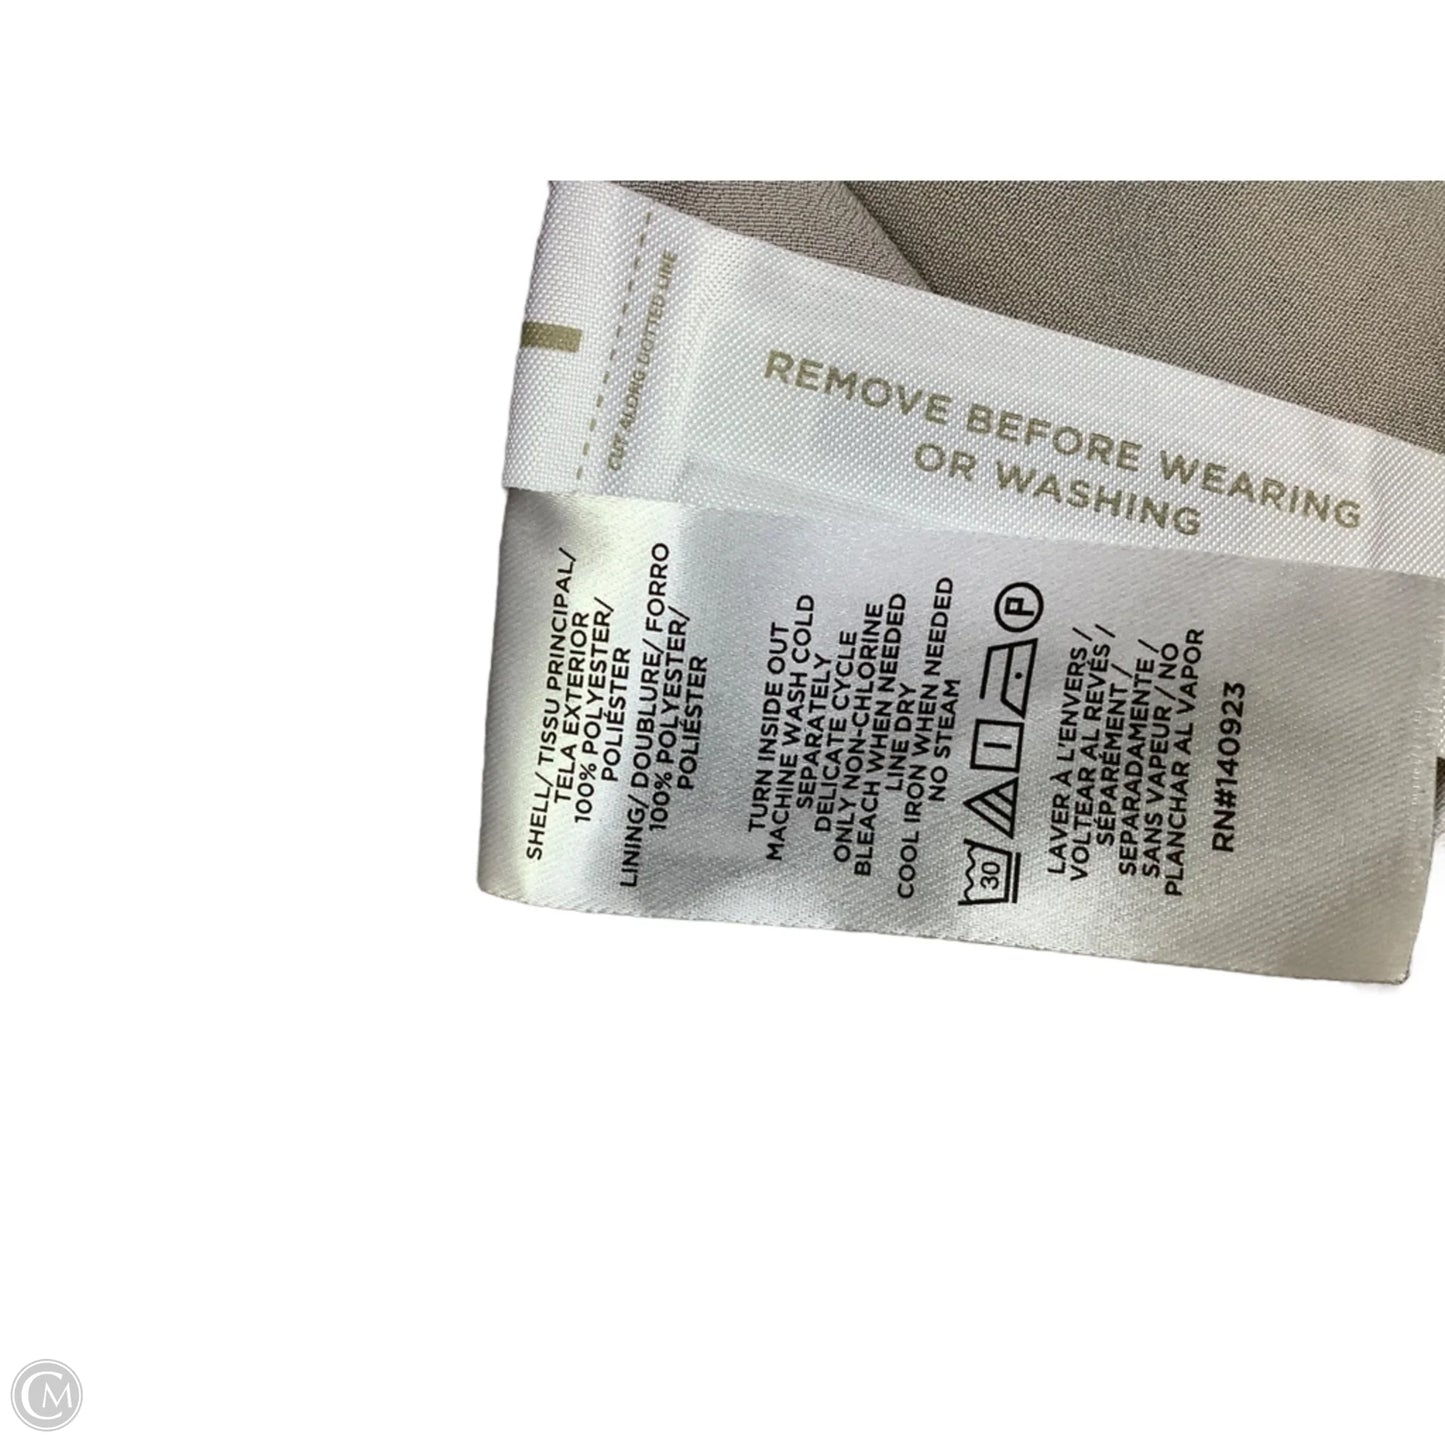 CUT ALONG DOTTED LINE
REMOVE BEFORE WEARING
OR WASHING
SHELL/ TISSU PRINCIPAL/
TELA EXTERIOR
100% POLYESTER/
POLIÉSTER
LINING/ DOUBLURE/ FORRO
100% POLYESTER/
POLIÉSTER
TURN INSIDE OUT
MACHINE WASH COLD
SEPARATELY
DELICATE CYCLE
ONLY NON-CHLORINE
BLEACH WHEN NEEDED
LINE DRY
COOL IRON WHEN NEEDED
NO STEAM
30 P
LAVER À L'ENVERS /
VOLTEAR AL REVÉS /
SÉPARÉMENT /
SEPARADAMENTE /
SANS VAPEUR / NO
PLANCHAR AL VAPOR
RN#140923
CM